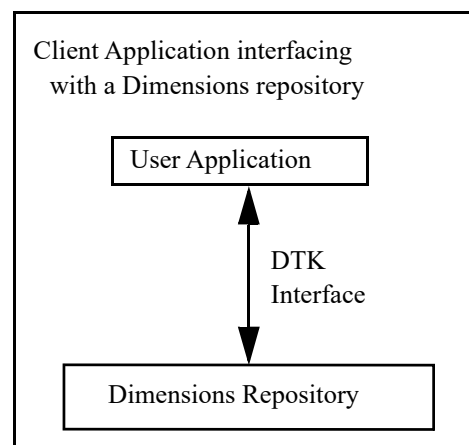 Client Application interfacing
with a Dimensions repository
User Application
DTK
Interface
Dimensions Repository